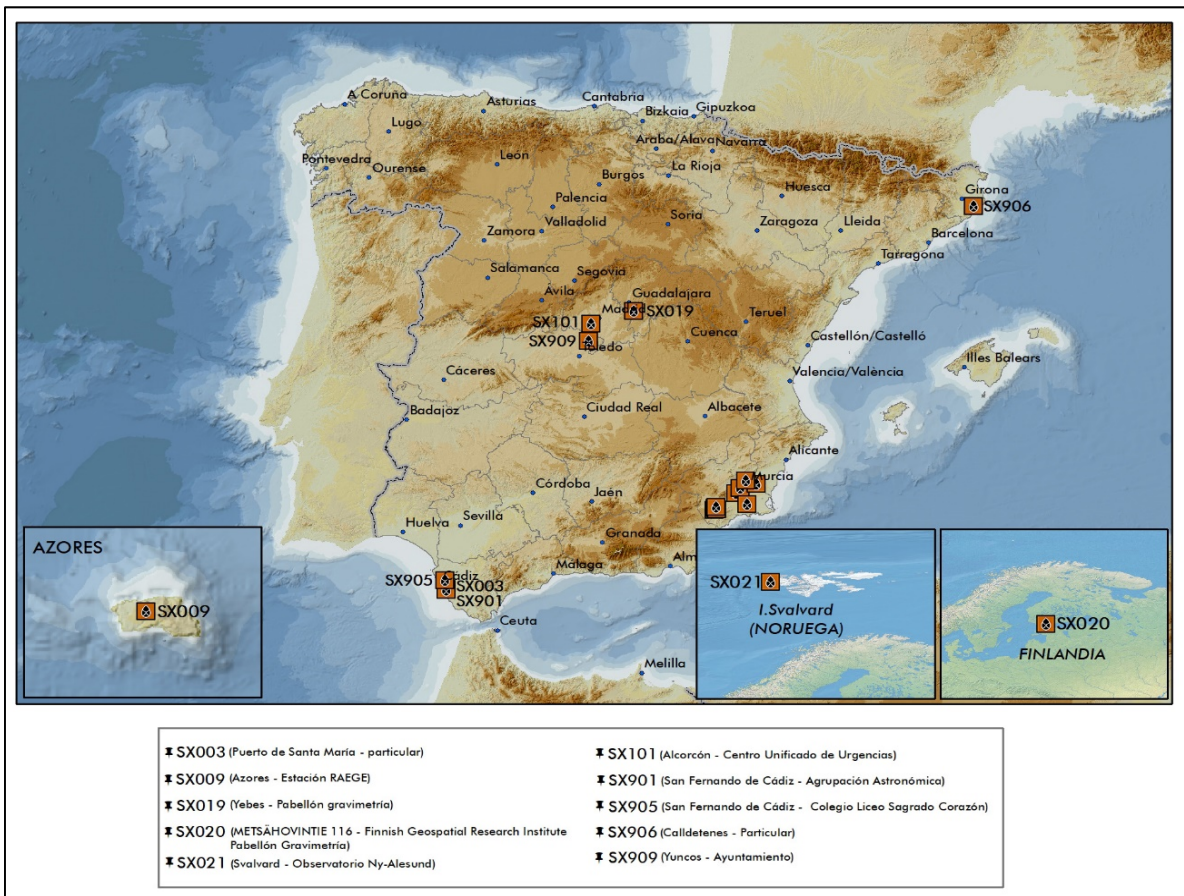 A Coruña
Asturias
Cantabria
Bizkaia
Gipuzkoa
Lugo
Araba/Álava
Navarra
Pontevedra
Ourense
León
La Rioja
Burgos
Huesca
Girona
SX906
Palencia
Soria
Zamora
Valladolid
Zaragoza
Lleida
Barcelona
Tarragona
Salamanca
Segovia
Ávila
Guadalajara
SX019
Madrid
SX101
SX909
Toledo
Teruel
Cuenca
Castellón/Castelló
Illes Balears
Cáceres
Valencia/València
Badajoz
Ciudad Real
Albacete
Alicante
Murcia
Córdoba
Jaén
Huelva
Sevilla
Granada
Málaga
Alm
SX905
Cádiz
SX003
SX901
Ceuta
Melilla
AZORES
SX009
SX021
I.Svalvard
(NORUEGA)
SX020
FINLANDIA
SX003 (Puerto de Santa María - particular)
SX009 (Azores - Estación RAEGE)
SX019 (Yebes - Pabellón gravimetría)
SX020 (METSÄHOVINTIE 116 - Finnish Geospatial Research Institute
Pabellón Gravimetría)
SX021 (Svalvard - Observatorio Ny-Alesund)
SX101 (Alcorcón - Centro Unificado de Urgencias)
SX901 (San Fernando de Cádiz - Agrupación Astronómica)
SX905 (San Fernando de Cádiz - Colegio Liceo Sagrado Corazón)
SX906 (Calldetenes - Particular)
SX909 (Yuncos - Ayuntamiento)